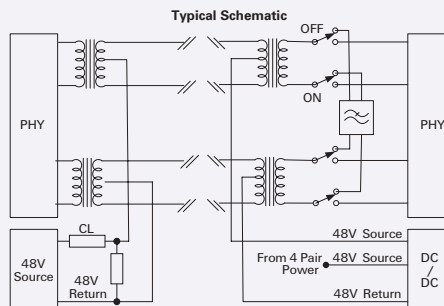 Typical Schematic
OFF
ON
PHY
PHY
CL
48V
Source
48V
Return
48V Source
From 4 Pair
Power
48V Source
48V Return
DC
/
DC